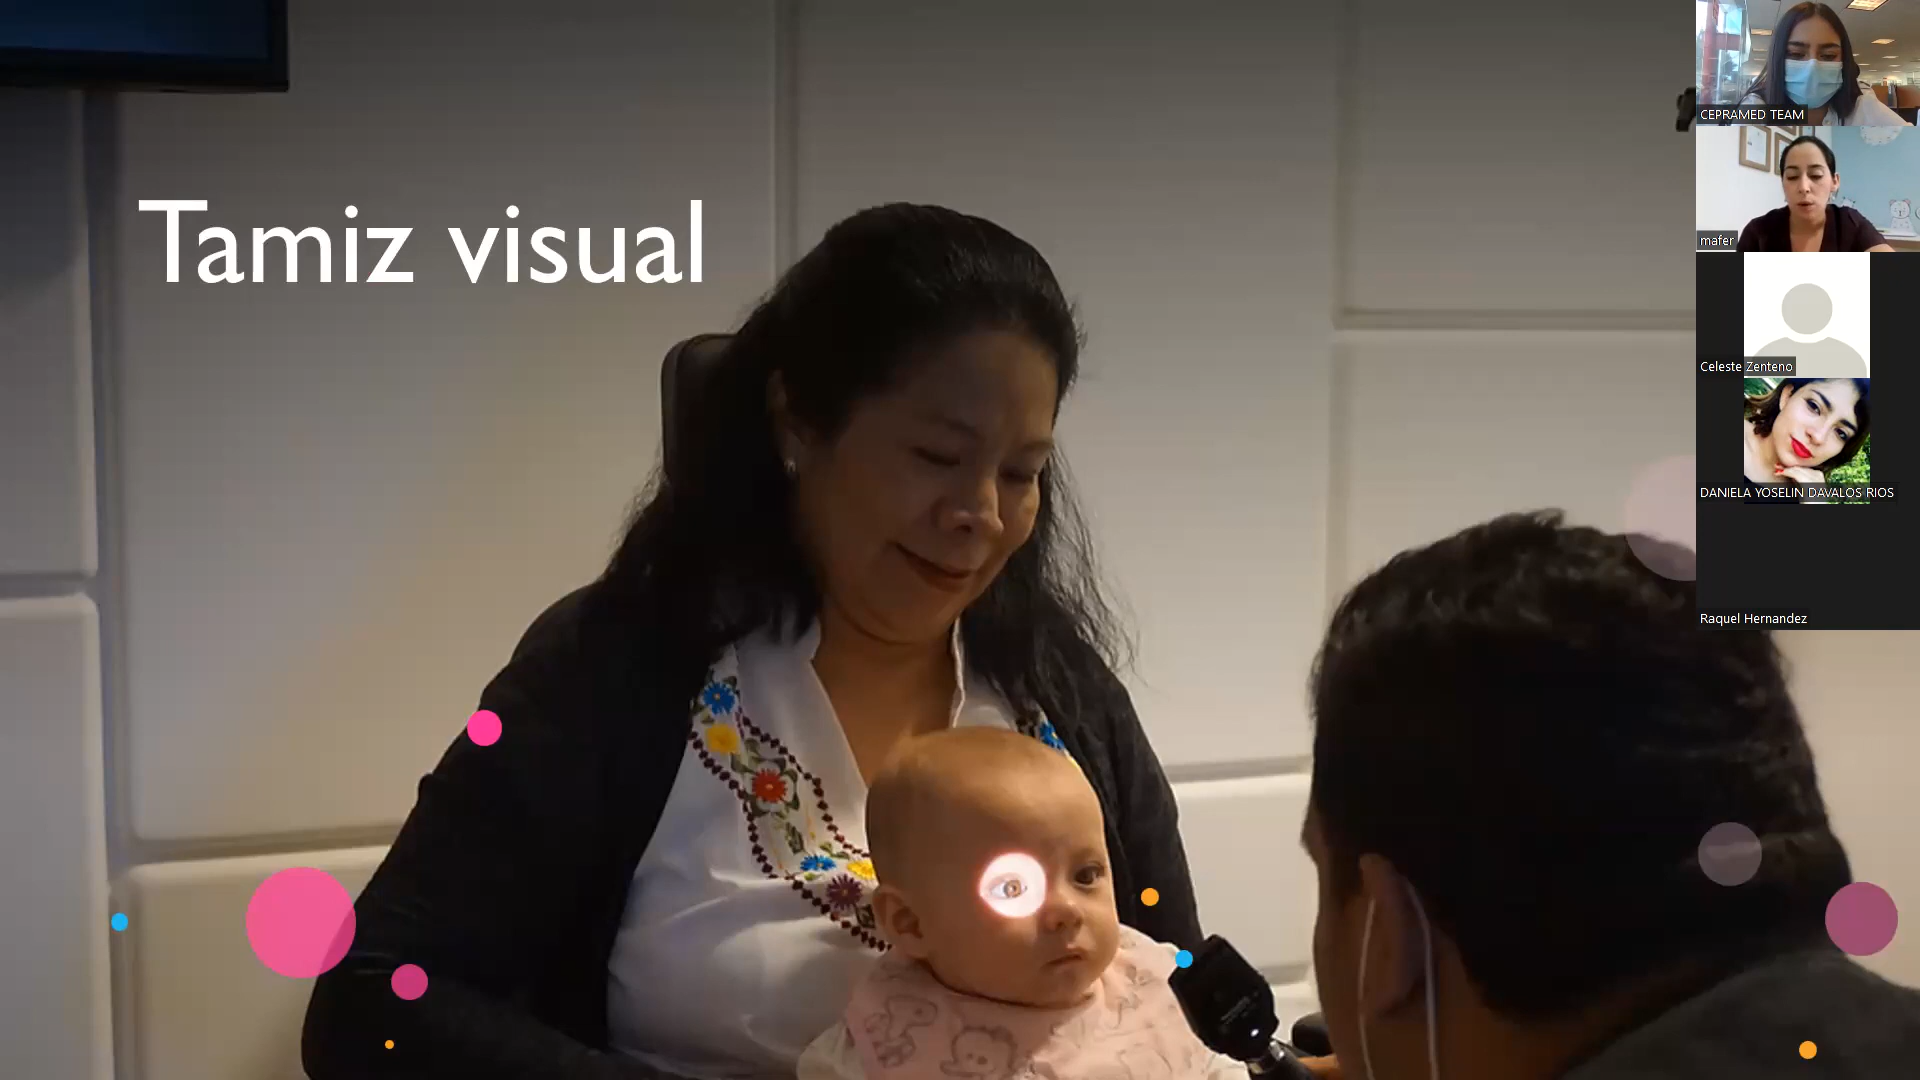 Tamiz visual
CEPRAMED TEAM
mafer
Celeste Zenteno
DANIELA YOSELIN DAVALOS RIOS
Raquel Hernandez